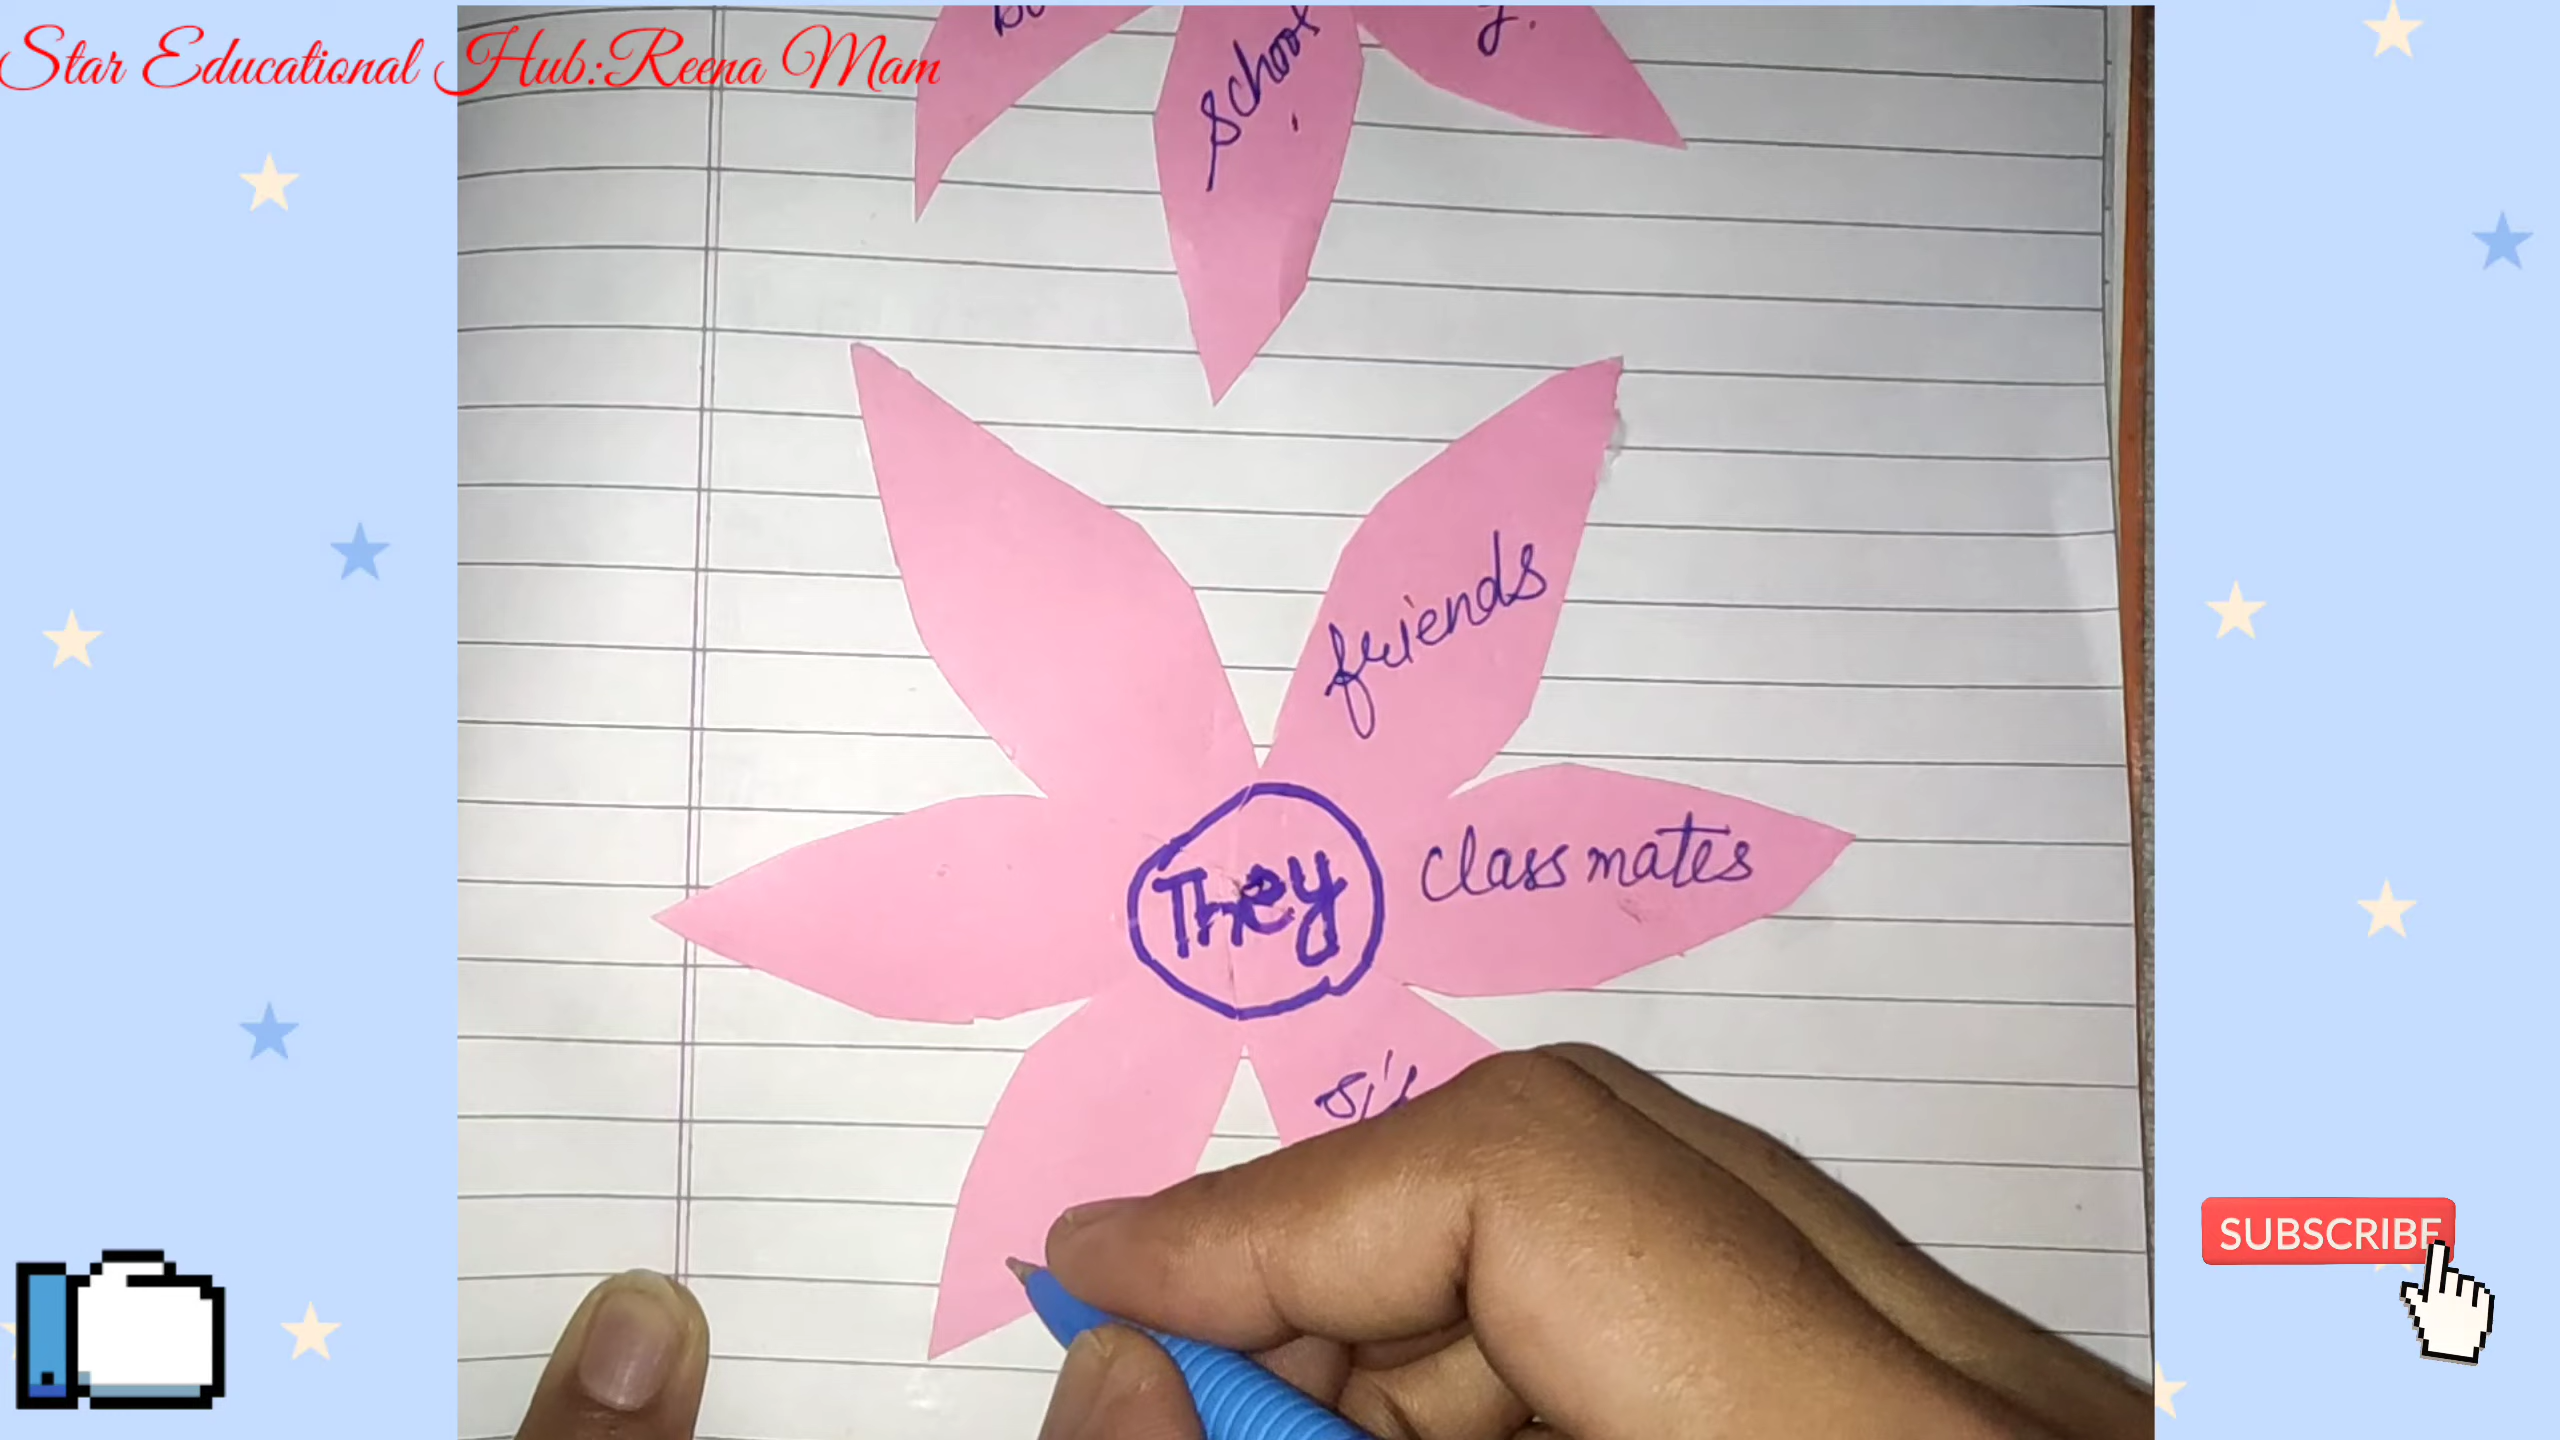 Star Educational Hub:Reena Mam
school
friends
They
classmates
SUBSCRIBE